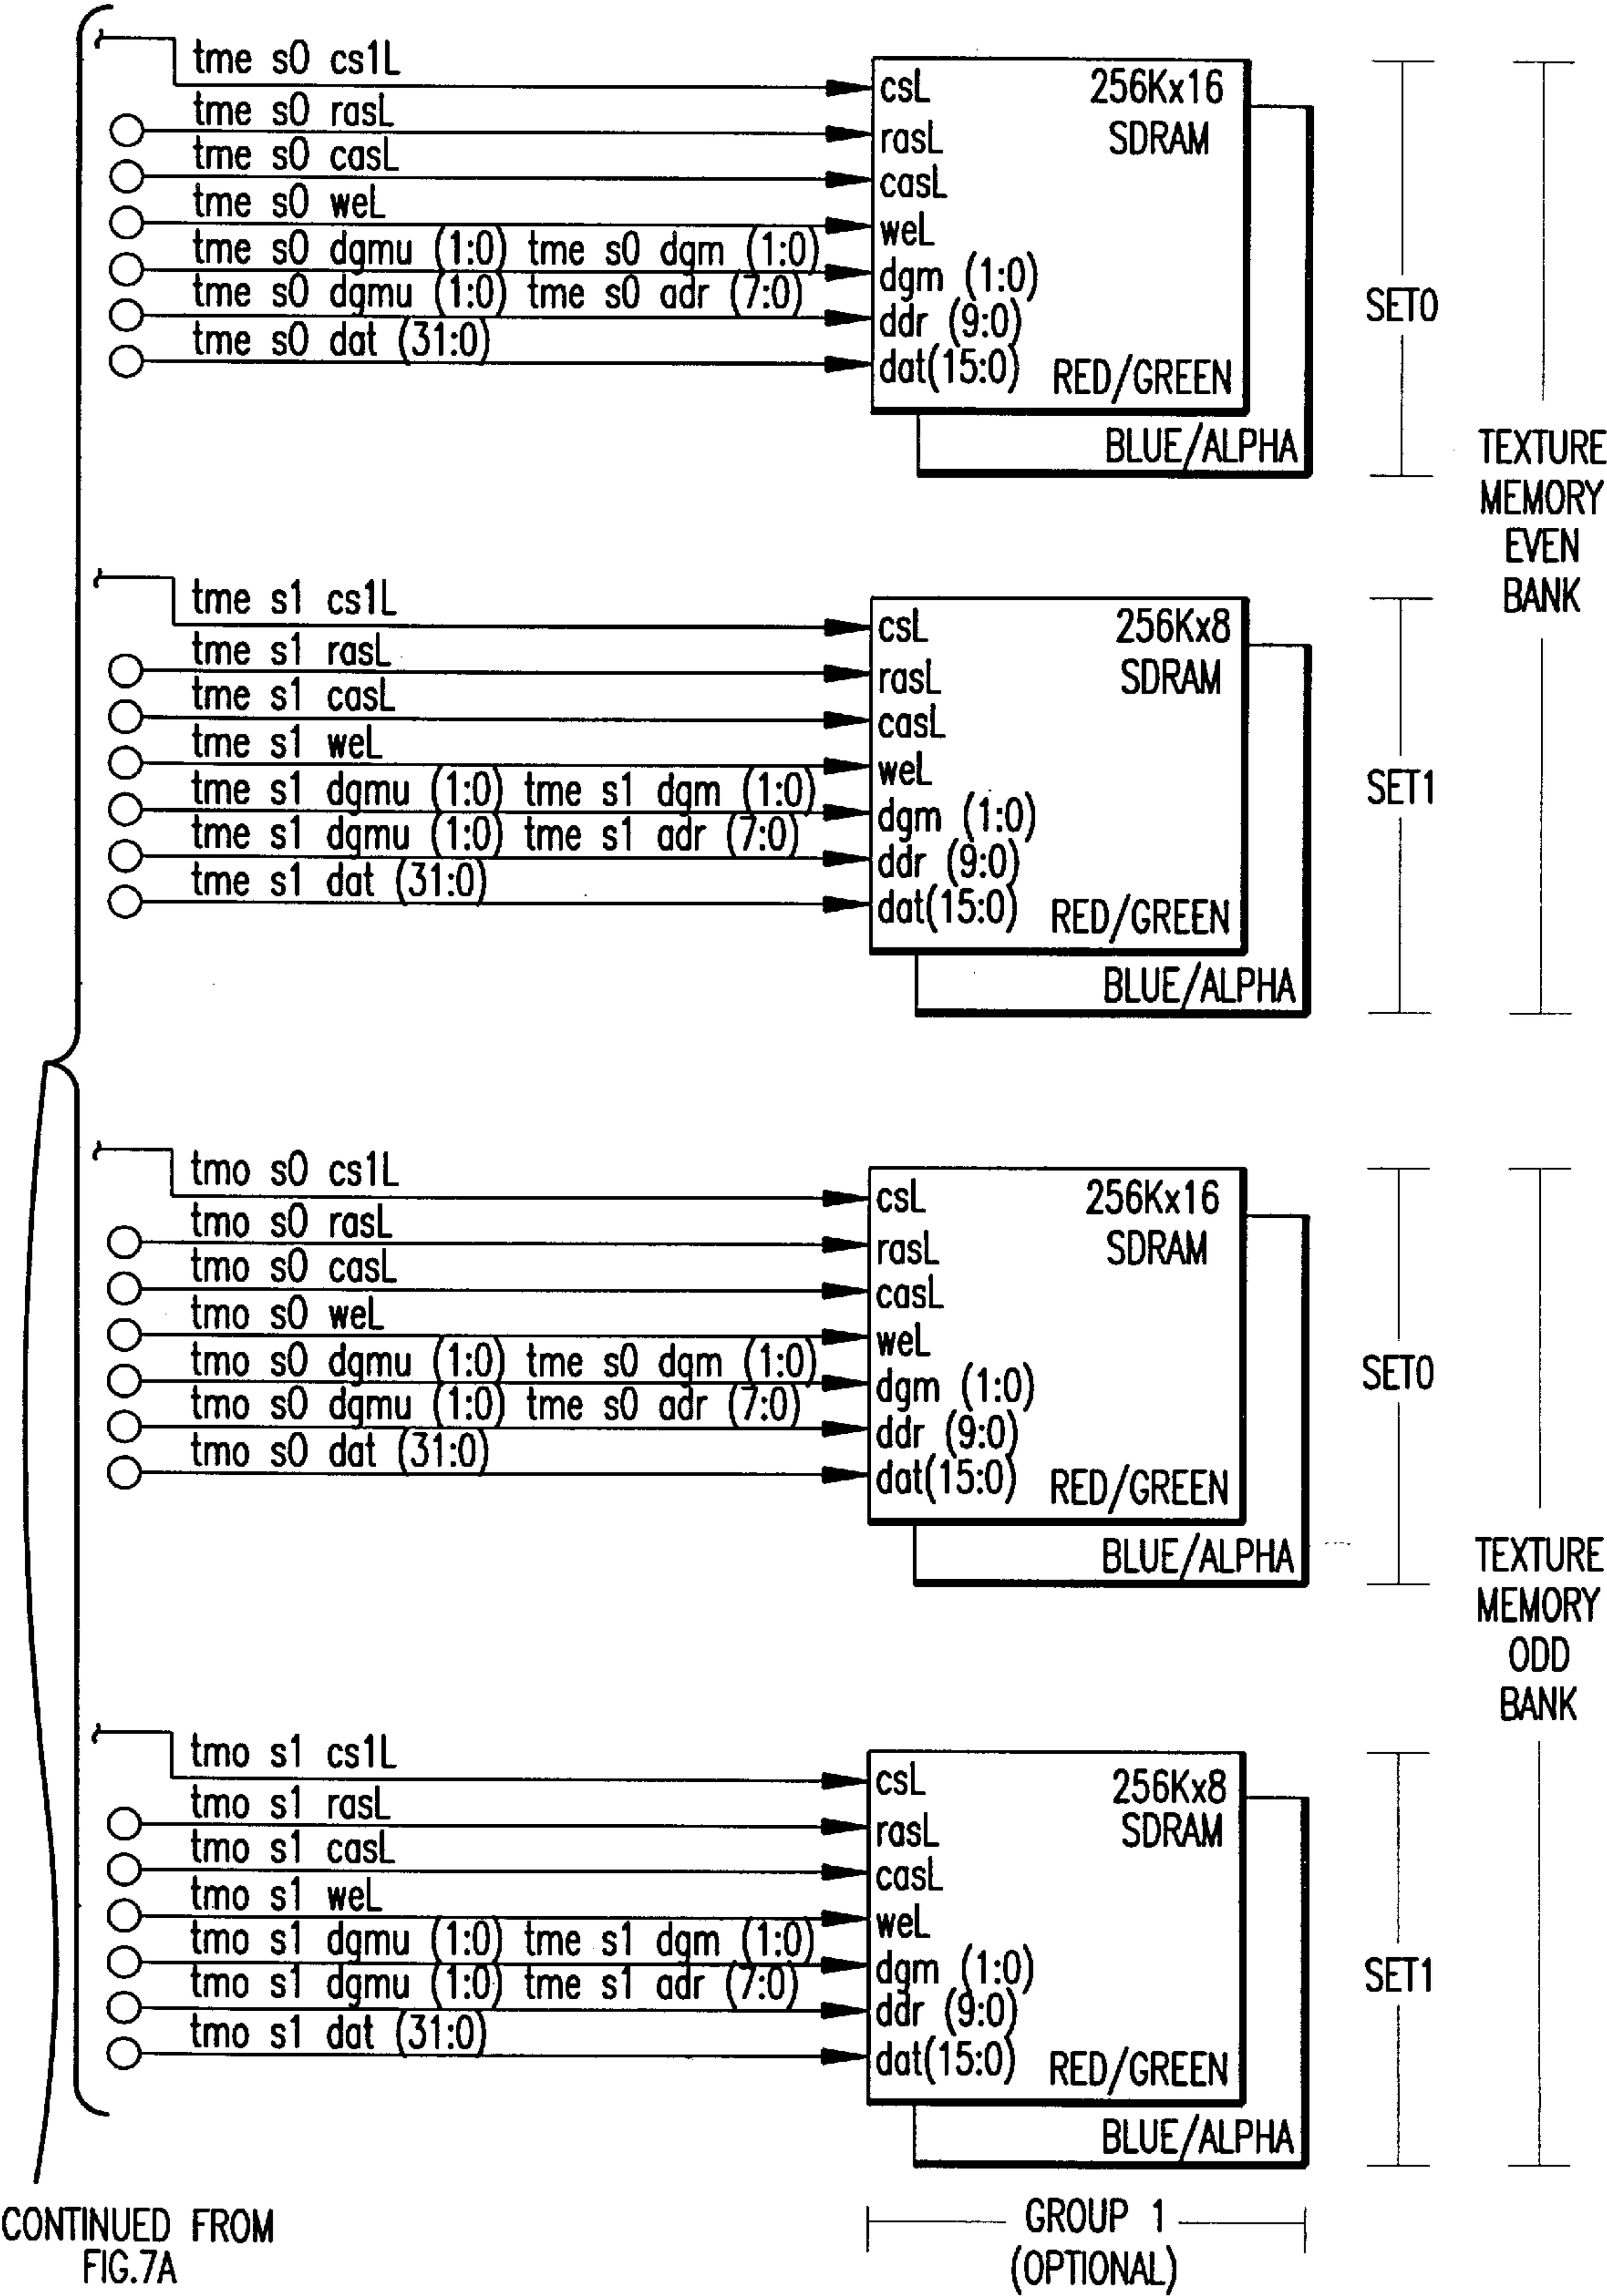 tme s0 cs1L
tme s0 rasL
tme s0 casL
tme s0 weL
tme s0 dqmu (1:0) tme s0 dqm (1:0)
tme s0 dqmu (1:0) tme s0 adr (7:0)
tme s0 dat (31:0)
csL
rasL
casL
weL
dqm (1:0)
ddr (9:0)
dat(15:0)
256Kx16
SDRAM
RED/GREEN
BLUE/ALPHA
SET0
tme s1 cs1L
tme s1 rasL
tme s1 casL
tme s1 weL
tme s1 dqmu (1:0) tme s1 dqm (1:0)
tme s1 dqmu (1:0) tme s1 adr (7:0)
tme s1 dat (31:0)
csL
rasL
casL
weL
dqm (1:0)
ddr (9:0)
dat(15:0)
256Kx8
SDRAM
RED/GREEN
BLUE/ALPHA
SET1
TEXTURE
MEMORY
EVEN
BANK
tmo s0 cs1L
tmo s0 rasL
tmo s0 casL
tmo s0 weL
tmo s0 dqmu (1:0) tme s0 dqm (1:0)
tmo s0 dqmu (1:0) tme s0 adr (7:0)
tmo s0 dat (31:0)
csL
rasL
casL
weL
dqm (1:0)
ddr (9:0)
dat(15:0)
256Kx16
SDRAM
RED/GREEN
BLUE/ALPHA
SET0
tmo s1 cs1L
tmo s1 rasL
tmo s1 casL
tmo s1 weL
tmo s1 dqmu (1:0) tme s1 dqm (1:0)
tmo s1 dqmu (1:0) tme s1 adr (7:0)
tmo s1 dat (31:0)
csL
rasL
casL
weL
dqm (1:0)
ddr (9:0)
dat(15:0)
256Kx8
SDRAM
RED/GREEN
BLUE/ALPHA
SET1
TEXTURE
MEMORY
ODD
BANK
CONTINUED FROM
FIG.7A
GROUP 1
(OPTIONAL)